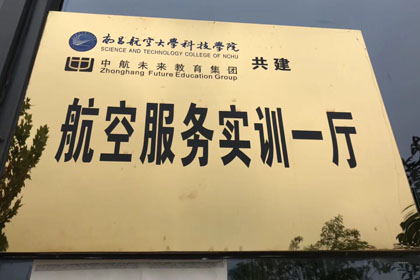 南昌航空大学科技学院
SCIENCE AND TECHNOLOGY COLLEGE OF NCHU
中航未来教育集团
Zhonghang Future Education Group
共建
航空服务实训一厅